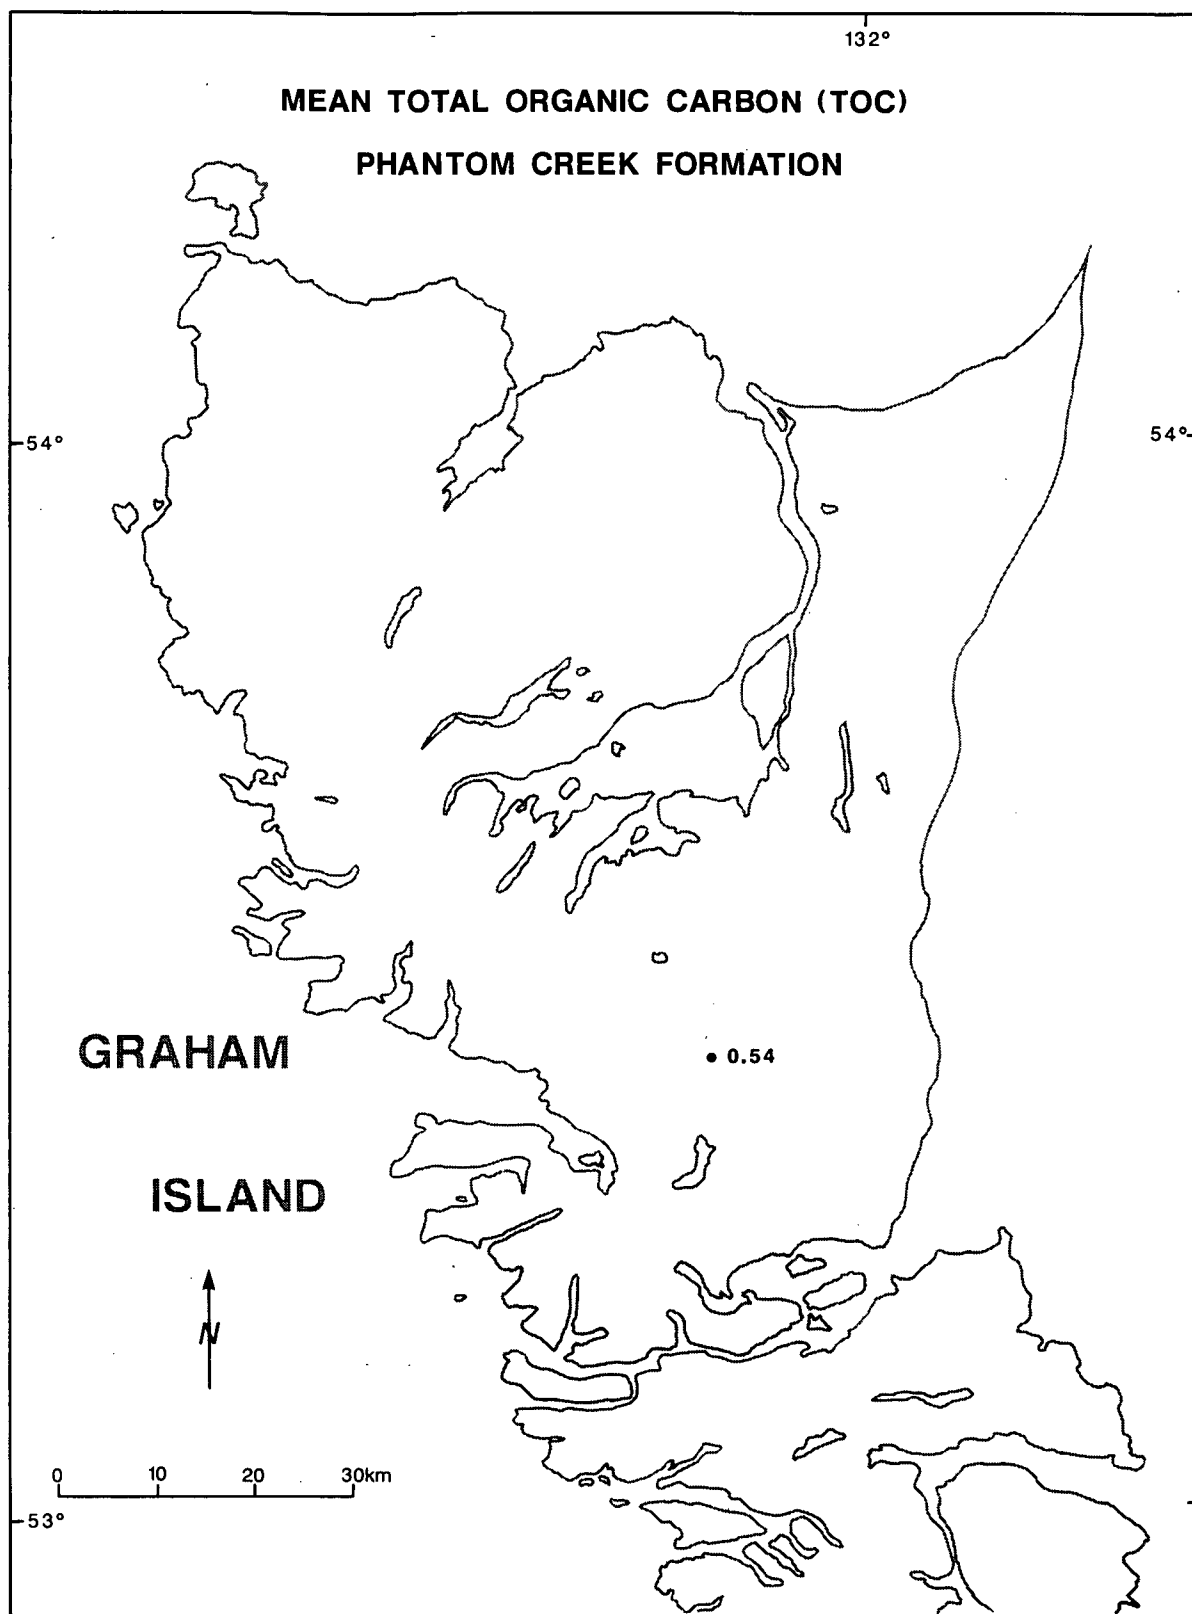 132°
MEAN TOTAL ORGANIC CARBON (TOC)
PHANTOM CREEK FORMATION
54°
54°
GRAHAM
0.54
ISLAND
N
0 10 20 30km
53°